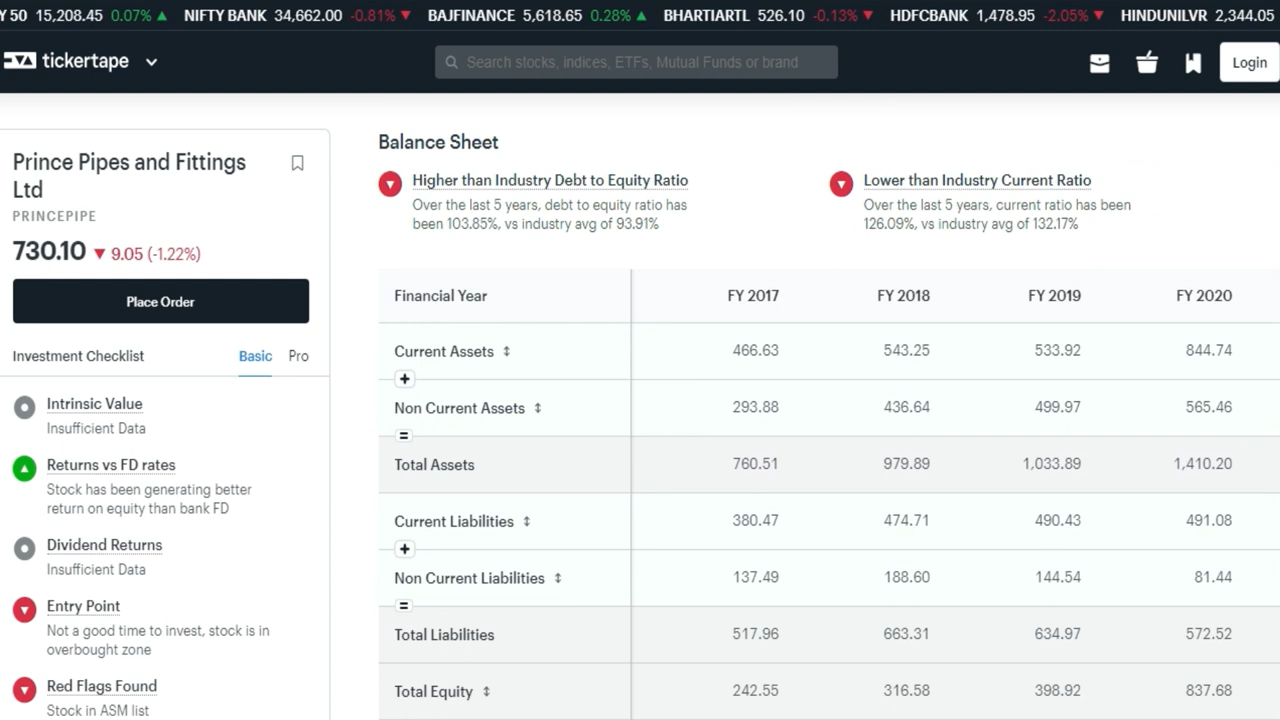 Y 50 15,208.45 0.07% ▲ NIFTY BANK 34,662.00 -0.81% ▼ BAJFINANCE 5,618.65 0.28% ▲ BHARTIARTL 526.10 -0.13% ▼ HDFCBANK 1,478.95 -2.05% ▼ HINDUNILVR 2,344.05
tickertape Search stocks, indices, ETFs, Mutual Funds or brand Login
Prince Pipes and Fittings
Ltd
PRINCEPIPE
730.10 ▼ 9.05 (-1.22%)
Place Order
Investment Checklist Basic Pro
Intrinsic Value
Insufficient Data
Returns vs FD rates
Stock has been generating better
return on equity than bank FD
Dividend Returns
Insufficient Data
Entry Point
Not a good time to invest, stock is in
overbought zone
Red Flags Found
Stock in ASM list
Balance Sheet
Higher than Industry Debt to Equity Ratio
Over the last 5 years, debt to equity ratio has
been 103.85%, vs industry avg of 93.91%
Lower than Industry Current Ratio
Over the last 5 years, current ratio has been
126.09%, vs industry avg of 132.17%
Financial Year FY 2017 FY 2018 FY 2019 FY 2020
Current Assets 466.63 543.25 533.92 844.74
+
Non Current Assets 293.88 436.64 499.97 565.46
=
Total Assets 760.51 979.89 1,033.89 1,410.20
Current Liabilities 380.47 474.71 490.43 491.08
+
Non Current Liabilities 137.49 188.60 144.54 81.44
=
Total Liabilities 517.96 663.31 634.97 572.52
Total Equity 242.55 316.58 398.92 837.68